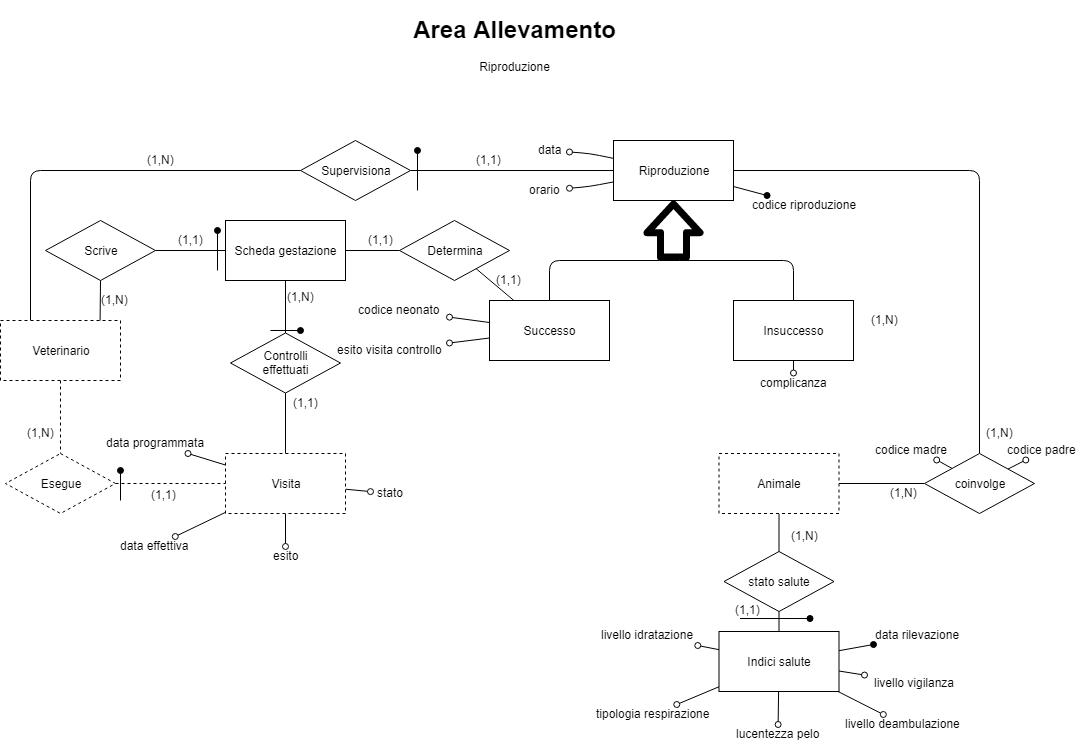 Area Allevamento
Riproduzione
(1,N)
Supervisiona
(1,1)
data
orario
Riproduzione
codice riproduzione
Scrive
(1,1)
Scheda gestazione
(1,1)
Determina
(1,N)
(1,N)
(1,1)
codice neonato
esito visita controllo
Successo
Insuccesso
(1,N)
complicanza
Veterinario
Controlli
effettuati
(1,1)
(1,N)
data programmata
Esegue
(1,1)
Visita
stato
data effettiva
esito
(1,N)
codice madre
codice padre
Animale
(1,N)
coinvolge
(1,N)
stato salute
(1,1)
livello idratazione
Indici salute
data rilevazione
livello vigilanza
tipologia respirazione
lucentezza pelo
livello deambulazione